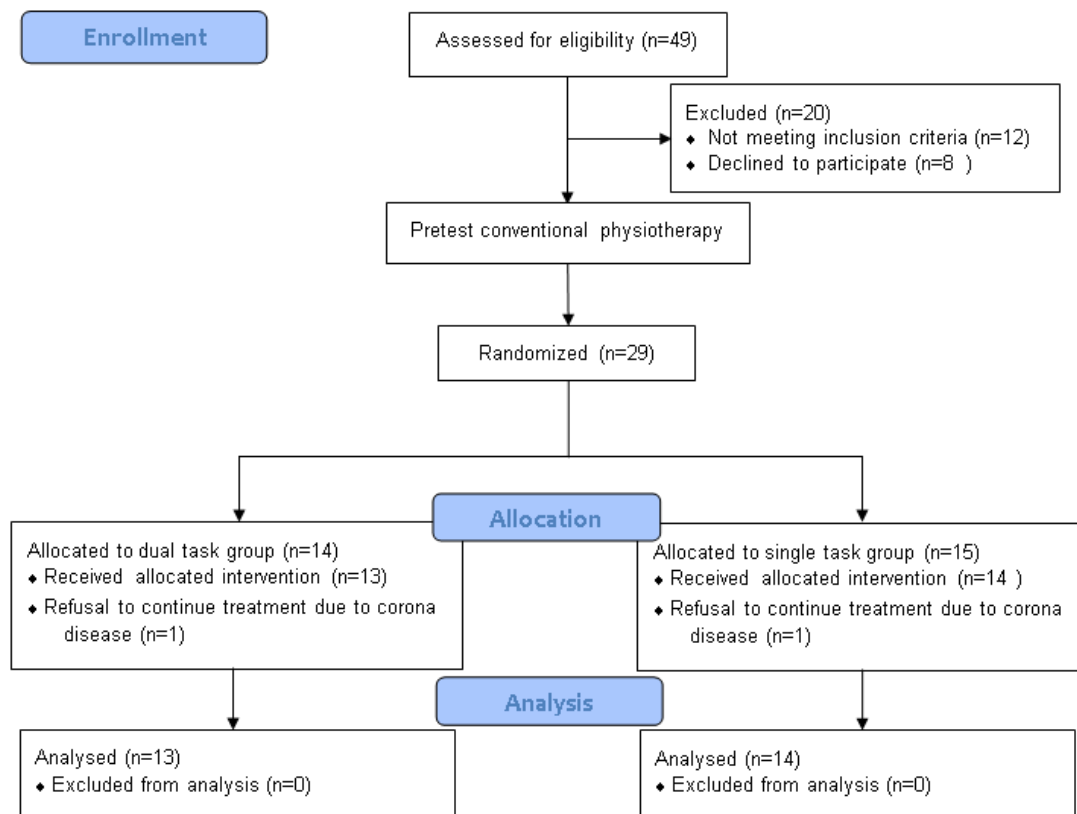 Enrollment
Assessed for eligibility (n=49)
Excluded (n=20)
⬥ Not meeting inclusion criteria (n=12)
⬥ Declined to participate (n=8 )
Pretest conventional physiotherapy
Randomized (n=29)
Allocation
Allocated to dual task group (n=14)
⬥ Received allocated intervention (n=13)
⬥ Refusal to continue treatment due to corona
disease (n=1)
Allocated to single task group (n=15)
⬥ Received allocated intervention (n=14 )
⬥ Refusal to continue treatment due to corona
disease (n=1)
Analysis
Analysed (n=13)
⬥ Excluded from analysis (n=0)
Analysed (n=14)
⬥ Excluded from analysis (n=0)